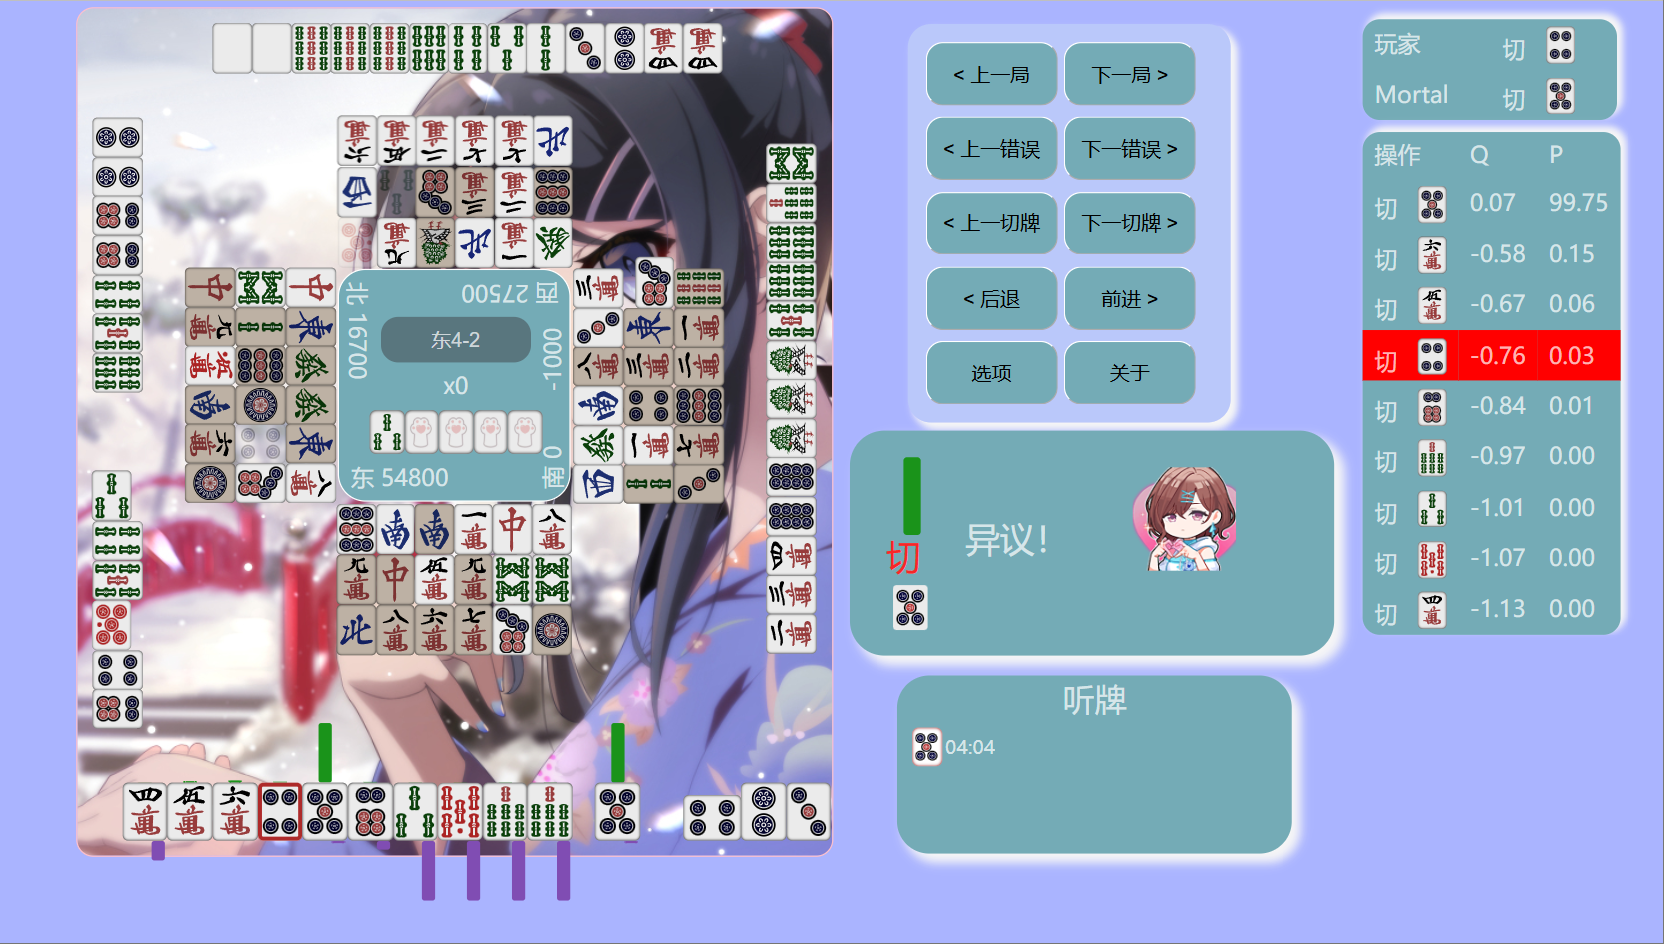 西 27500
北 16700
东4-2
x0
-1000
东 54800
南 0
< 上一局
下一局 >
< 上一错误
下一错误 >
< 上一切牌
下一切牌 >
< 后退
前进 >
选项
关于
切
异议！
听牌
04:04
玩家 切
Mortal 切
操作 Q P
切 0.07 99.75
切 -0.58 0.15
切 -0.67 0.06
切 -0.76 0.03
切 -0.84 0.01
切 -0.97 0.00
切 -1.01 0.00
切 -1.07 0.00
切 -1.13 0.00